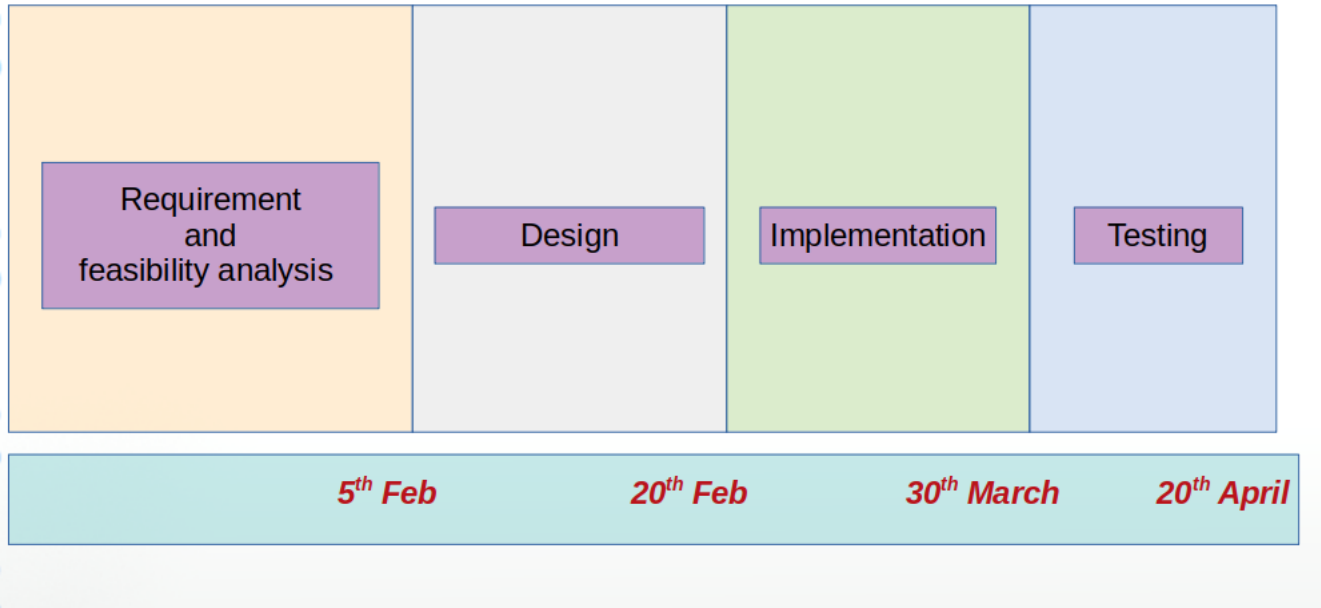 Requirement
and
feasibility analysis
Design
Implementation
Testing
5th Feb
20th Feb
30th March
20th April